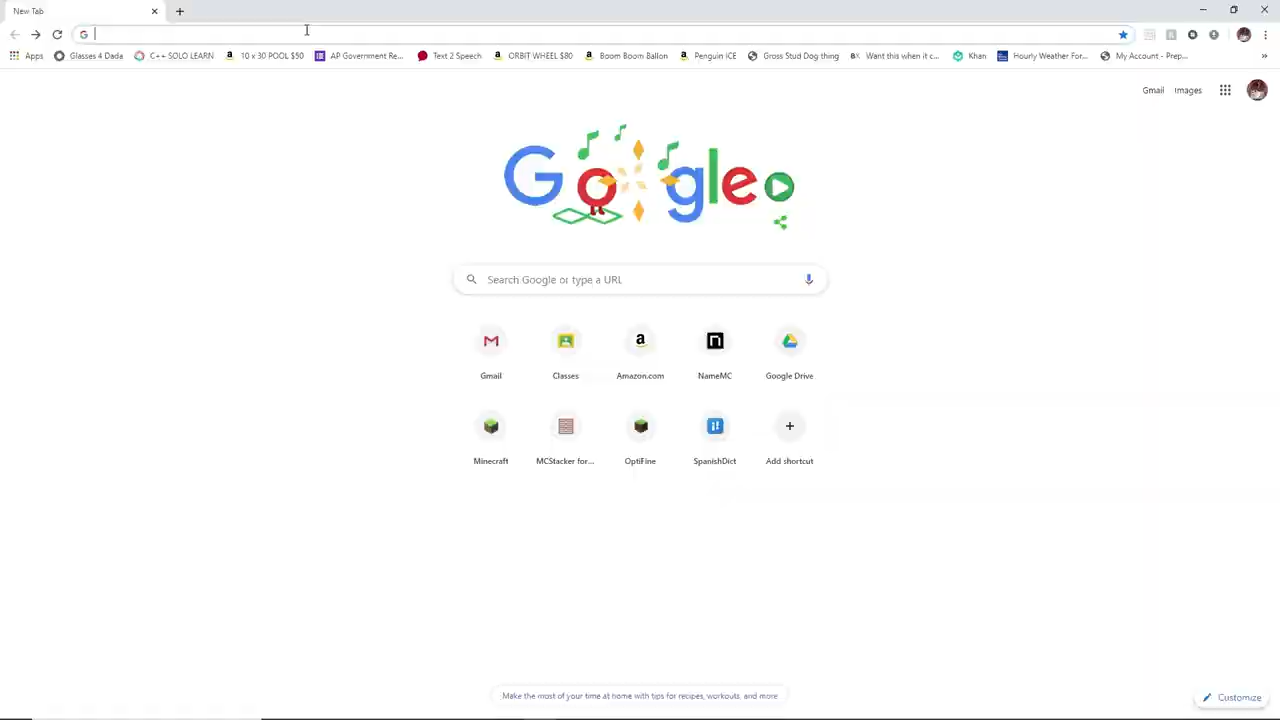 New Tab
Apps Glasses 4 Dada C++ SOLO LEARN 10 x 30 POOL $50 AP Government Re... Text 2 Speech ORBIT WHEEL $80 Boom Boom Ballon Penguin ICE Gross Stud Dog thing Want this when it c... Khan Hourly Weather For... My Account - Prep... »
Gmail Images
Google
Search Google or type a URL
Gmail Classes Amazon.com NameMC Google Drive
Minecraft MCStacker for... OptiFine SpanishDict Add shortcut
Make the most of your time at home with tips for recipes, workouts, and more
Customize